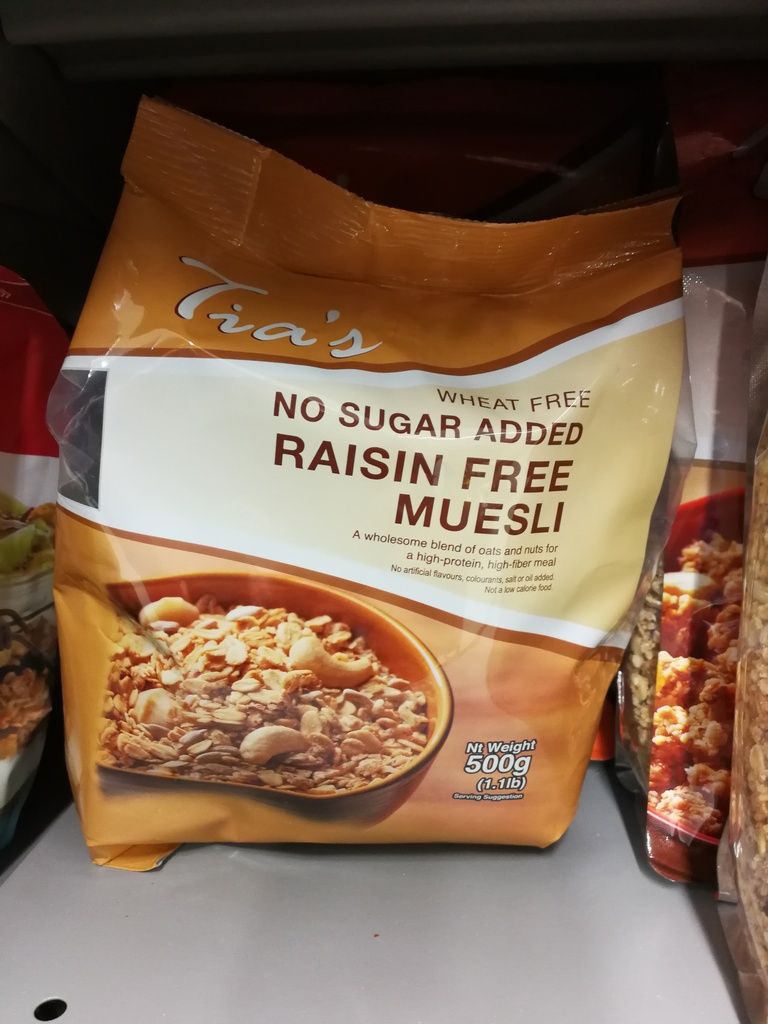 Tia's
WHEAT FREE
NO SUGAR ADDED
RAISIN FREE
MUESLI
A wholesome blend of oats and nuts for
a high-protein, high-fiber meal
No artificial flavours, colourants, salt or oil added.
Not a low calorie food.
Nt Weight
500g
(1.1lb)
Serving Suggestion